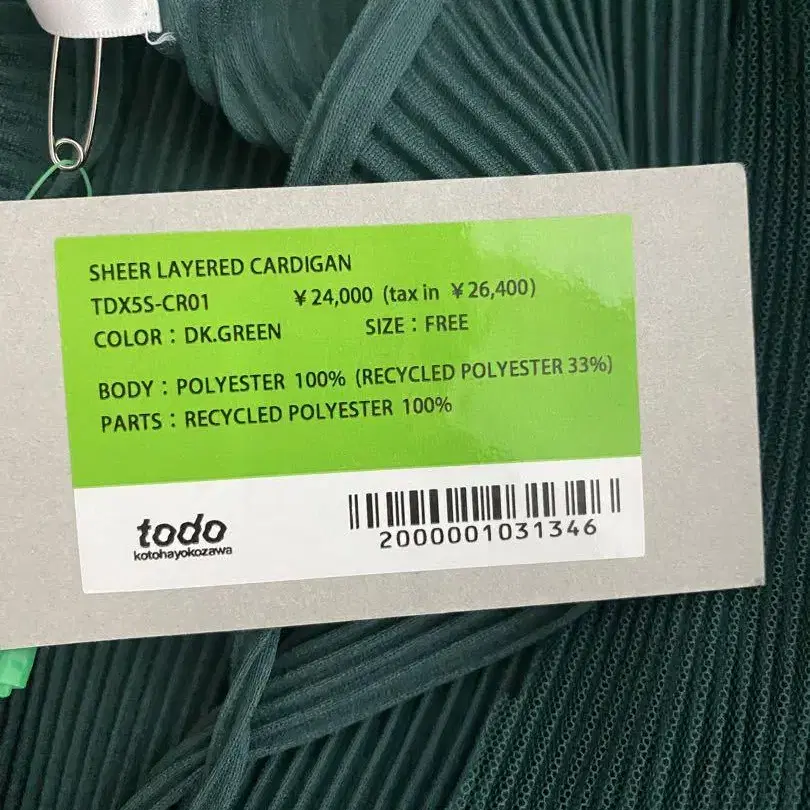 SHEER LAYERED CARDIGAN
TDX5S-CR01 ￥24,000 (tax in ￥26,400)
COLOR：DK.GREEN SIZE：FREE
BODY：POLYESTER 100% (RECYCLED POLYESTER 33%)
PARTS：RECYCLED POLYESTER 100%
todo
kotohayokozawa
2000001031346